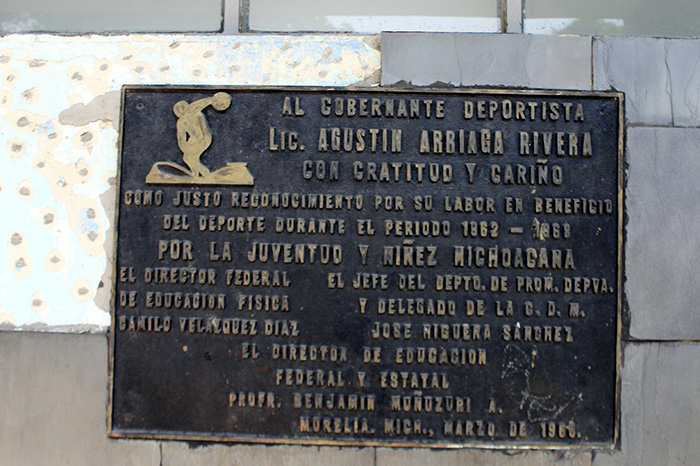 AL GOBERNANTE DEPORTISTA
LIC. AGUSTIN ARRIAGA RIVERA
CON GRATITUD Y CARIÑO
COMO JUSTO RECONOCIMIENTO POR SU LABOR EN BENEFICIO
DEL DEPORTE DURANTE EL PERIODO 1962 - 1968
POR LA JUVENTUD Y NIÑEZ MICHOACANA
EL DIRECTOR FEDERAL
DE EDUCACION FISICA
CAMILO VELAZQUEZ DIAZ
EL JEFE DEL DEPTO. DE PROM. DEPVA.
Y DELEGADO DE LA C. D. M.
JOSE NIGUERA SANCHEZ
EL DIRECTOR DE EDUCACION
FEDERAL Y ESTATAL
PROFR. BENJAMIN MUÑUZURI A.
MORELIA. MICH., MARZO DE 1968.